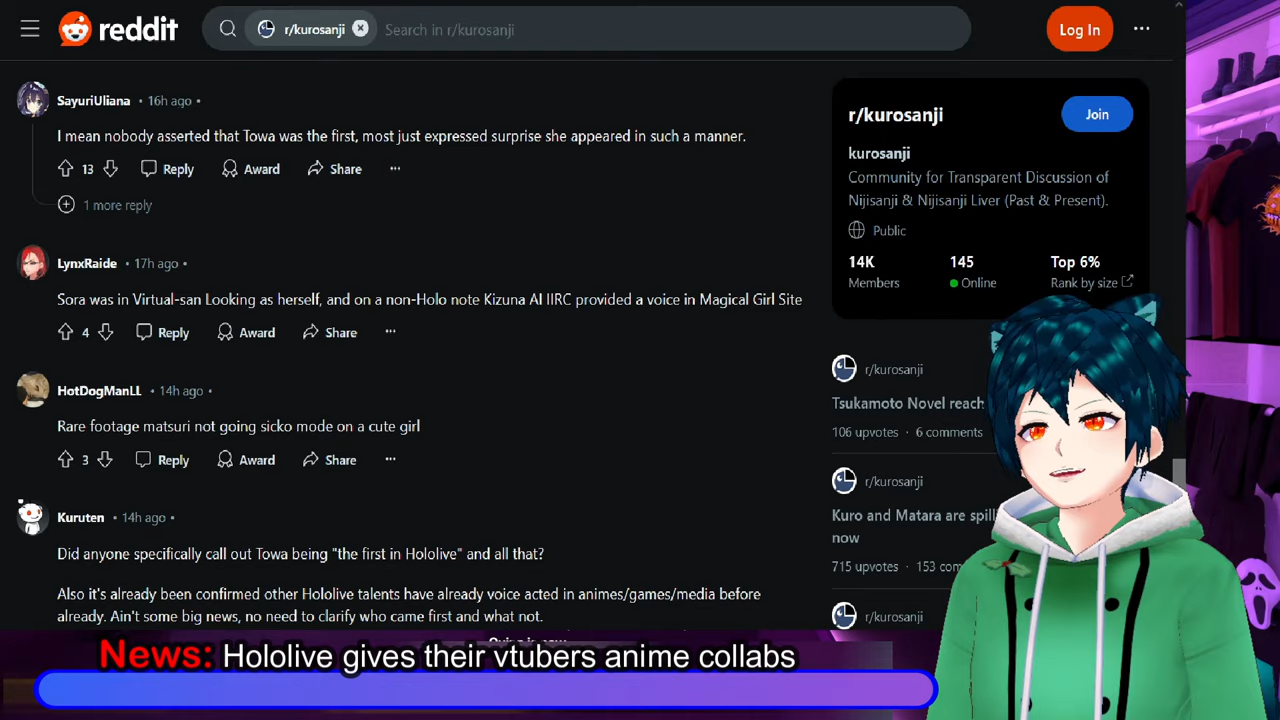 reddit
r/kurosanji
Search in r/kurosanji
Log In
SayuriUliana • 16h ago •
I mean nobody asserted that Towa was the first, most just expressed surprise she appeared in such a manner.
13 Reply Award Share
1 more reply
LynxRaide • 17h ago •
Sora was in Virtual-san Looking as herself, and on a non-Holo note Kizuna AI IIRC provided a voice in Magical Girl Site
4 Reply Award Share
HotDogManLL • 14h ago •
Rare footage matsuri not going sicko mode on a cute girl
3 Reply Award Share
Kuruten • 14h ago •
Did anyone specifically call out Towa being "the first in Hololive" and all that?
Also it's already been confirmed other Hololive talents have already voice acted in animes/games/media before
already. Ain't some big news, no need to clarify who came first and what not.
r/kurosanji
Join
kurosanji
Community for Transparent Discussion of
Nijisanji & Nijisanji Liver (Past & Present).
Public
14K 145 Top 6%
Members Online Rank by size
r/kurosanji
Tsukamoto Novel reach
106 upvotes • 6 comments
r/kurosanji
Kuro and Matara are spill
now
715 upvotes • 153 com
r/kurosanji
News: Hololive gives their vtubers anime collabs